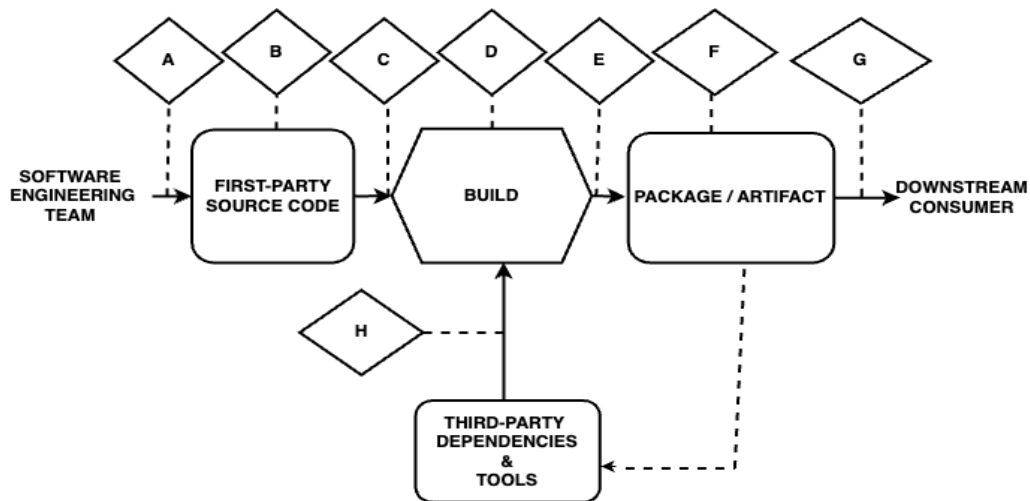 A
B
C
D
E
F
G
SOFTWARE
ENGINEERING
TEAM
FIRST-PARTY
SOURCE CODE
BUILD
PACKAGE / ARTIFACT
DOWNSTREAM
CONSUMER
H
THIRD-PARTY
DEPENDENCIES
&
TOOLS